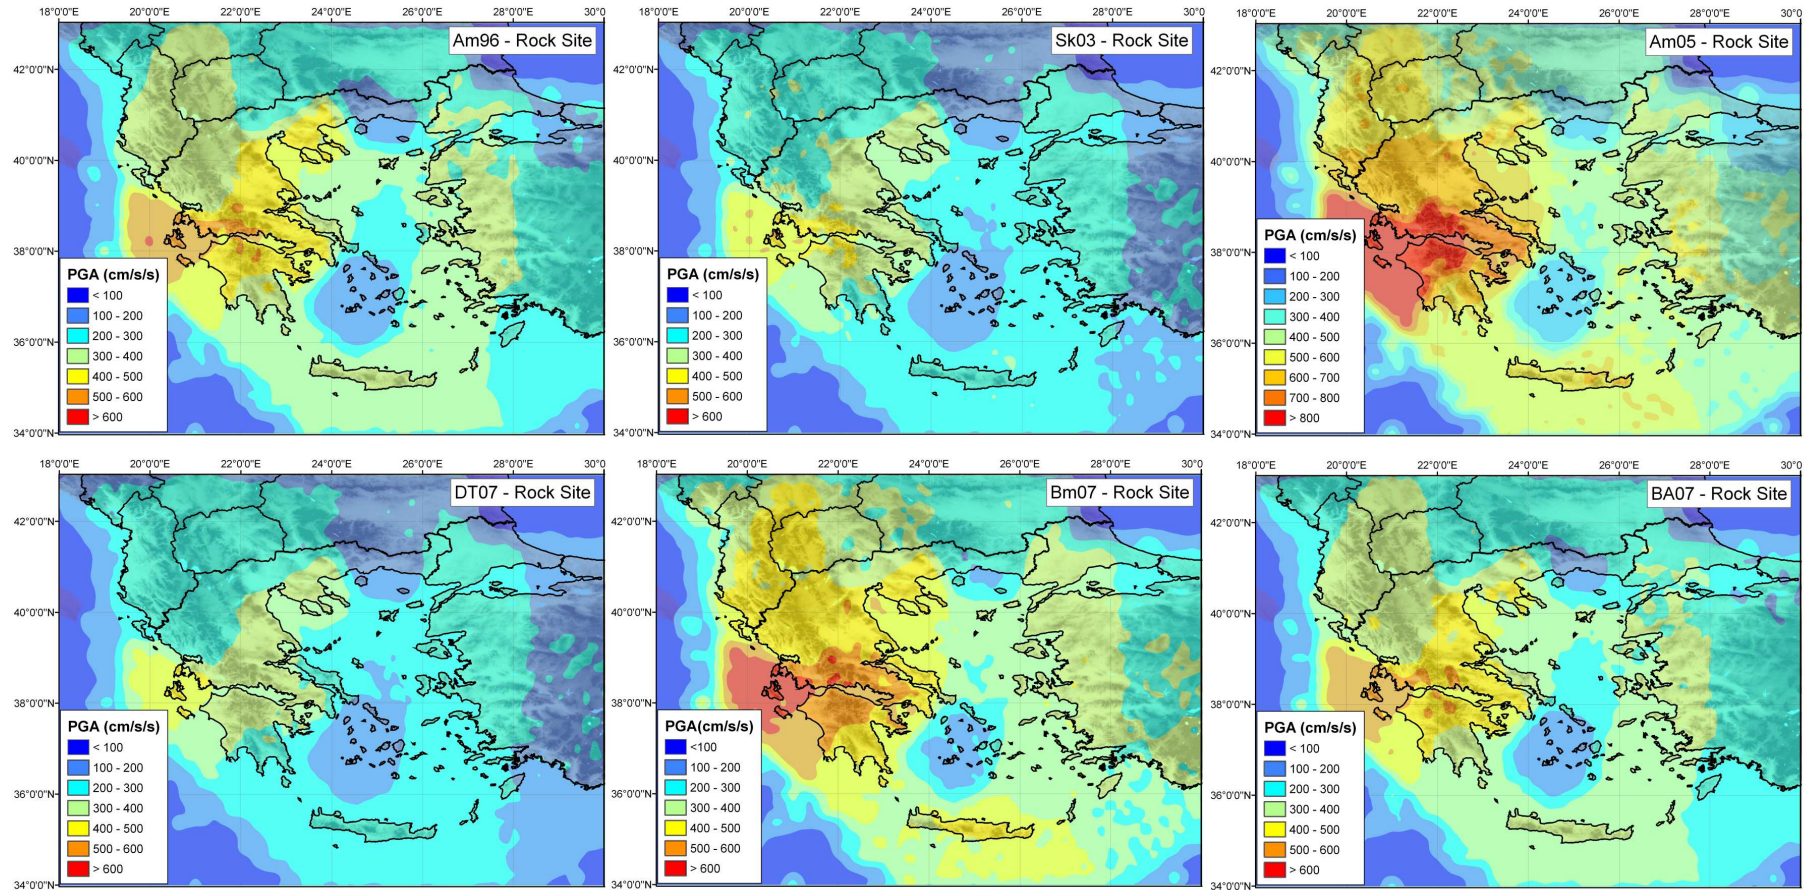 18°0'0"E 20°0'0"E 22°0'0"E 24°0'0"E 26°0'0"E 28°0'0"E 30°0'
Am96 - Rock Site
42°0'0"N
40°0'0"N
38°0'0"N
36°0'0"N
34°0'0"N
PGA (cm/s/s)
< 100
100 - 200
200 - 300
300 - 400
400 - 500
500 - 600
> 600
18°0'0"E 20°0'0"E 22°0'0"E 24°0'0"E 26°0'0"E 28°0'0"E 30°0'
Sk03 - Rock Site
42°0'0"N
40°0'0"N
38°0'0"N
36°0'0"N
34°0'0"N
PGA (cm/s/s)
< 100
100 - 200
200 - 300
300 - 400
400 - 500
500 - 600
> 600
18°0'0"E 20°0'0"E 22°0'0"E 24°0'0"E 26°0'0"E 28°0'0"E 30°0
Am05 - Rock Site
42°0'0"N
40°0'0"N
38°0'0"N
36°0'0"N
34°0'0"N
PGA (cm/s/s)
< 100
100 - 200
200 - 300
300 - 400
400 - 500
500 - 600
600 - 700
700 - 800
> 800
18°0'0"E 20°0'0"E 22°0'0"E 24°0'0"E 26°0'0"E 28°0'0"E 30°0'
DT07 - Rock Site
42°0'0"N
40°0'0"N
38°0'0"N
36°0'0"N
34°0'0"N
PGA (cm/s/s)
< 100
100 - 200
200 - 300
300 - 400
400 - 500
500 - 600
> 600
18°0'0"E 20°0'0"E 22°0'0"E 24°0'0"E 26°0'0"E 28°0'0"E 30°0'
Bm07 - Rock Site
42°0'0"N
40°0'0"N
38°0'0"N
36°0'0"N
34°0'0"N
PGA(cm/s/s)
<100
100 - 200
200 - 300
300 - 400
400 - 500
500 - 600
> 600
18°0'0"E 20°0'0"E 22°0'0"E 24°0'0"E 26°0'0"E 28°0'0"E 30°0
BA07 - Rock Site
42°0'0"N
40°0'0"N
38°0'0"N
36°0'0"N
34°0'0"N
PGA (cm/s/s)
< 100
100 - 200
200 - 300
300 - 400
400 - 500
500 - 600
> 600